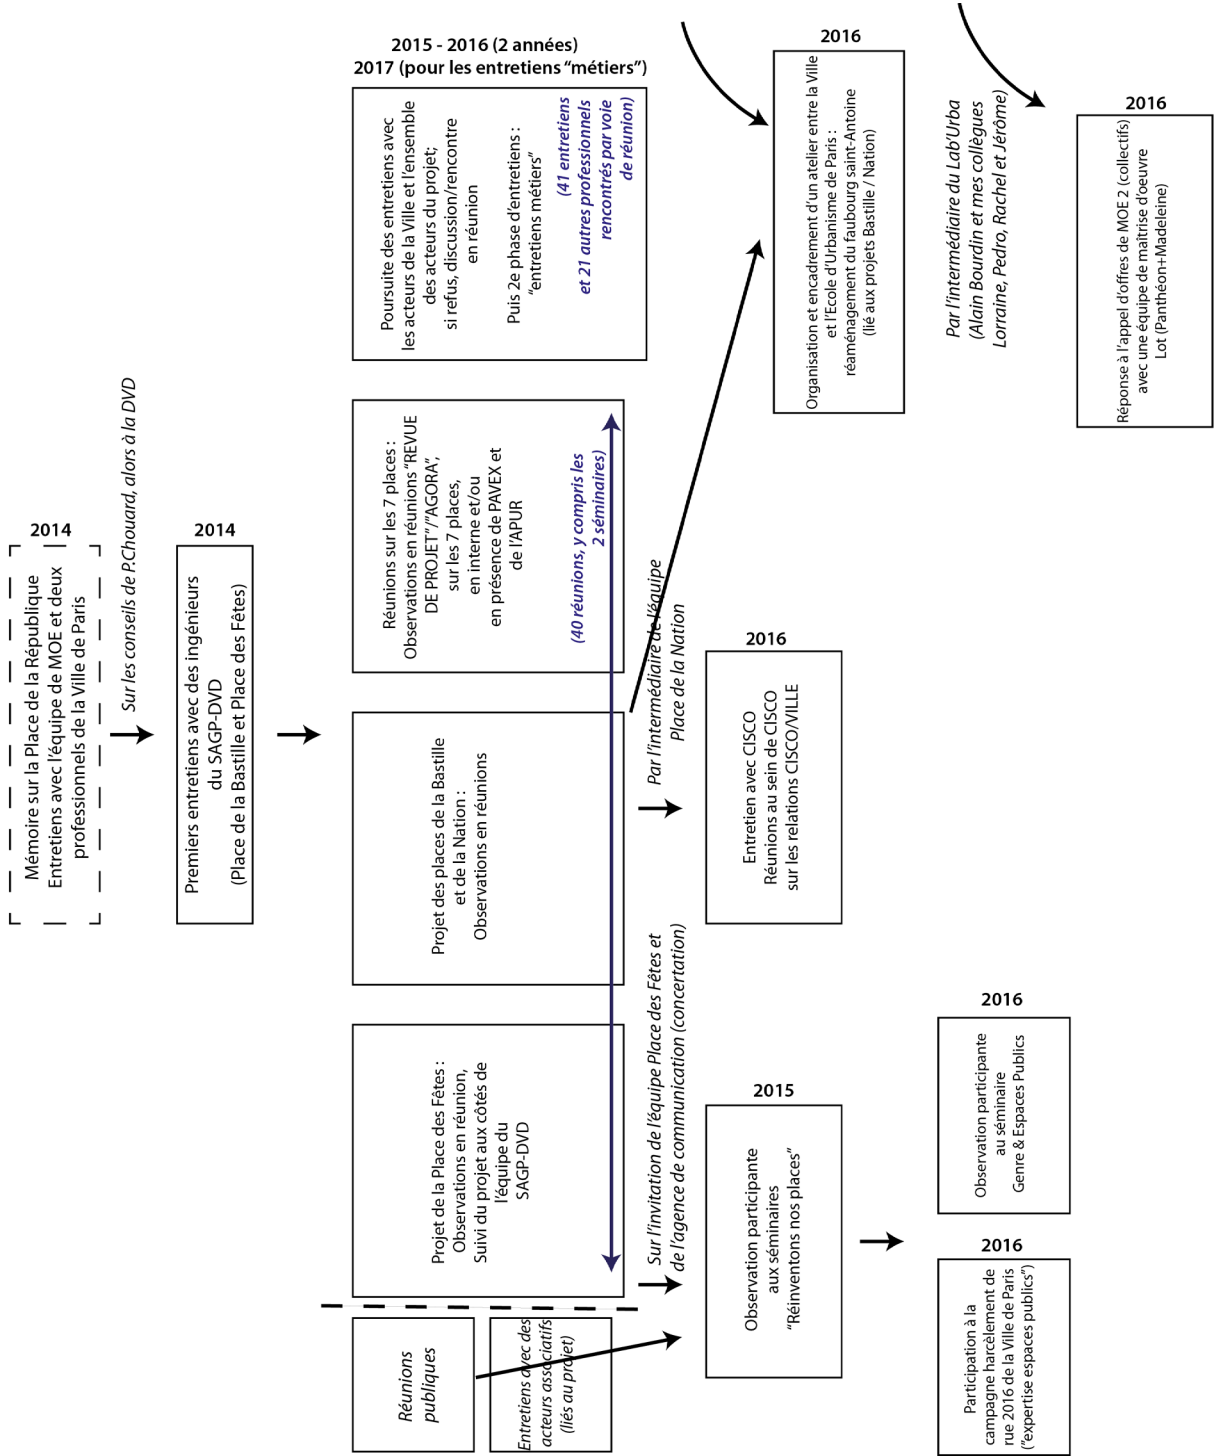 2014
Mémoire sur la Place de la République
Entretiens avec l'équipe de MOE et deux
professionnels de la Ville de Paris
Sur les conseils de P.Chouard, alors à la DVD
2014
Premiers entretiens avec des ingénieurs
du SAGP-DVD
(Place de la Bastille et Place des Fêtes)
Réunions
publiques
Entretiens avec des
acteurs associatifs
(liés au projet)
Projet de la Place des Fêtes :
Observations en réunion,
Suivi du projet aux côtés de
l'équipe du
SAGP-DVD
Projet des places de la Bastille
et de la Nation :
Observations en réunions
Réunions sur les 7 places :
Observations en réunions "REVUE
DE PROJET"/"AGORA",
sur les 7 places,
en interne et/ou
en présence de PAVEX et
de l'APUR
(40 réunions, y compris les
2 séminaires)
2015 - 2016 (2 années)
2017 (pour les entretiens "métiers")
Poursuite des entretiens avec
les acteurs de la Ville et l'ensemble
des acteurs du projet;
si refus, discussion/rencontre
en réunion
Puis 2e phase d'entretiens :
"entretiens métiers"
(41 entretiens
et 21 autres professionnels
rencontrés par voie
de réunion)
Sur l'invitation de l'équipe Place des Fêtes et
de l'agence de communication (concertation)
Par l'intermédiaire de l'équipe
Place de la Nation
2015
Observation participante
aux séminaires
"Réinventons nos places"
2016
Entretien avec CISCO
Réunions au sein de CISCO
sur les relations CISCO/VILLE
2016
Organisation et encadrement d'un atelier entre la Ville
et l'Ecole d'Urbanisme de Paris :
réaménagement du faubourg saint-Antoine
(lié aux projets Bastille / Nation)
2016
Participation à la
campagne harcèlement de
rue 2016 de la Ville de Paris
("expertise espaces publics")
2016
Observation participante
au séminaire
Genre & Espaces Publics
Par l'intermédiaire du Lab'Urba
(Alain Bourdin et mes collègues
Lorraine, Pedro, Rachel et Jérôme)
2016
Réponse à l'appel d'offres de MOE 2 (collectifs)
avec une équipe de maîtrise d'oeuvre
Lot (Panthéon+Madeleine)